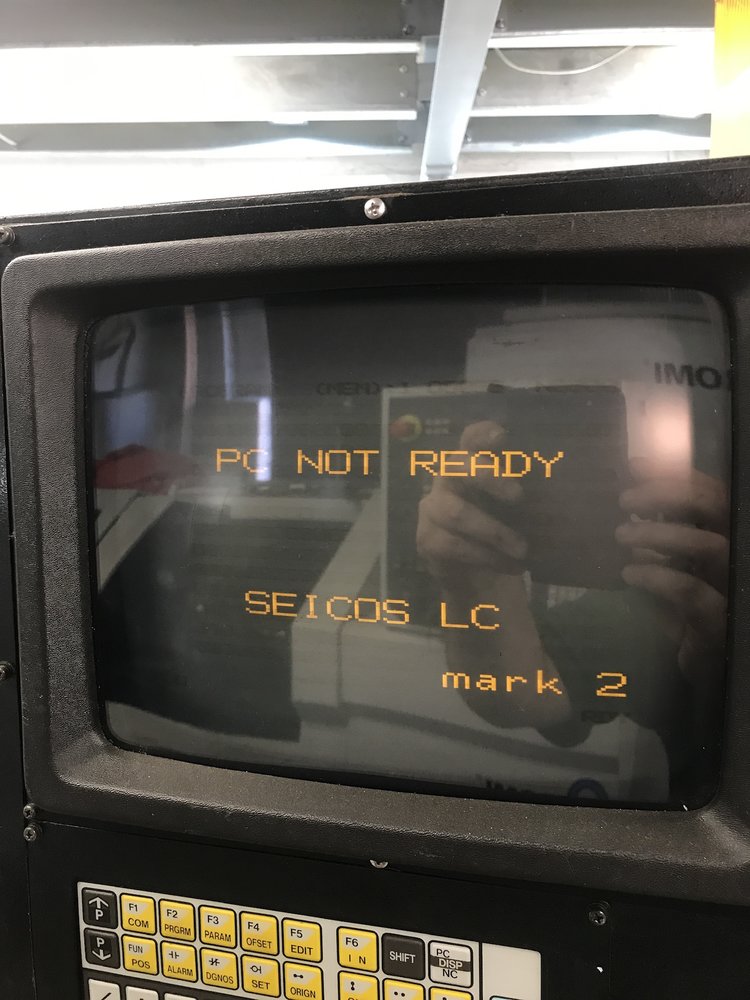 PC NOT READY
SEICOS LC
mark 2
P
F1 COM
F2 PRGRM
F3 PARAM
F4 OFSET
F5 EDIT
F6 I N
SHIFT
PC DISP NC
P
FUN POS
ALARM
DGNOS
SET
ORIGN